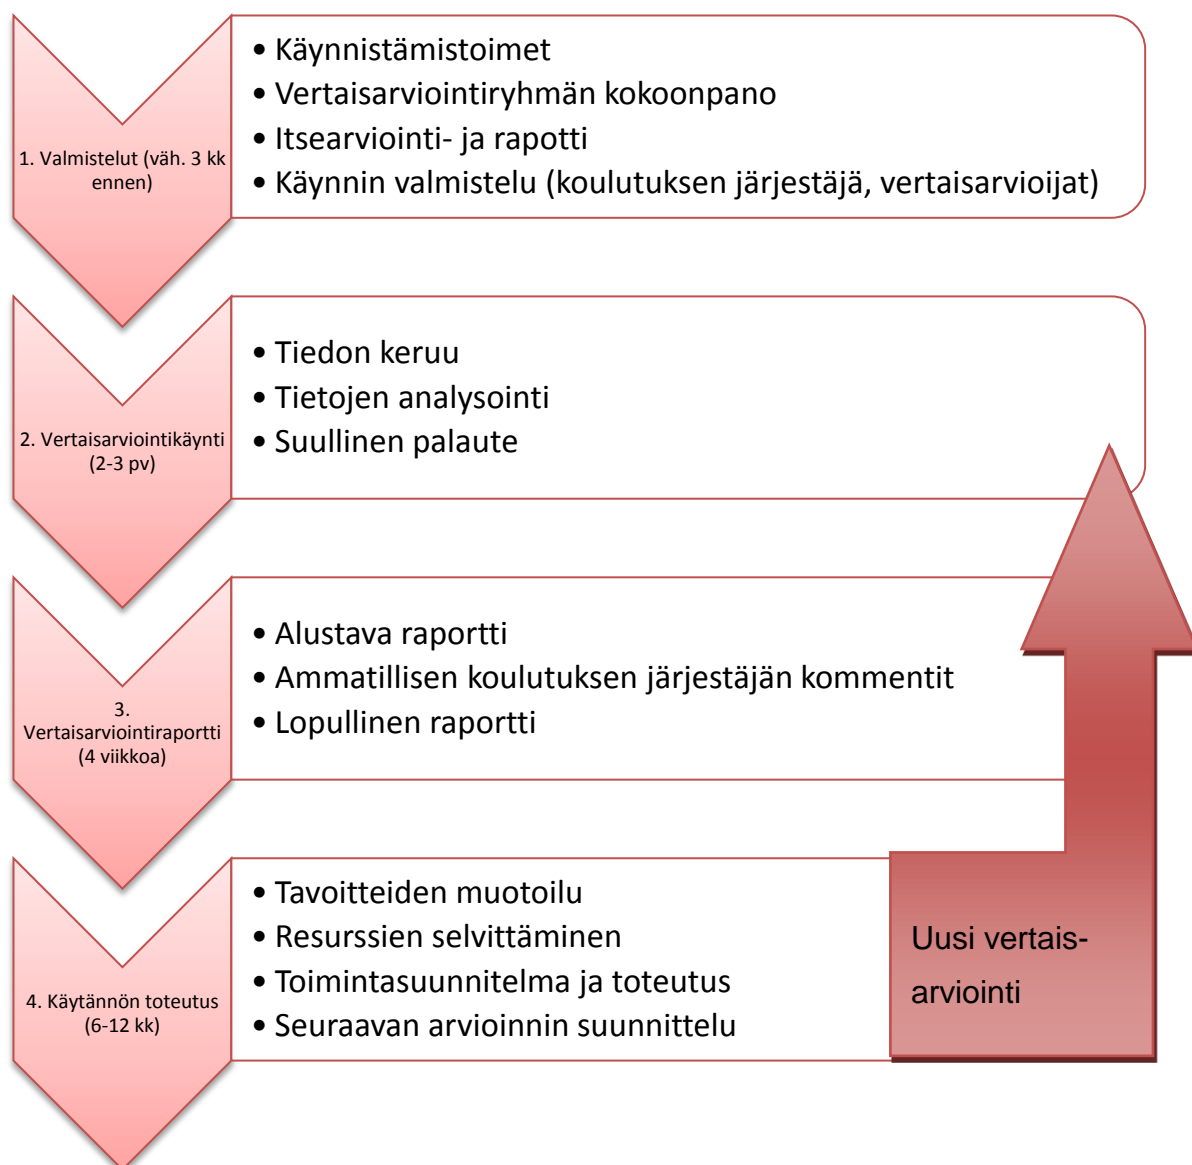 1. Valmistelut (väh. 3 kk
ennen)
• Käynnistämistoimet
• Vertaisarviointiryhmän kokoonpano
• Itsearviointi- ja rapotti
• Käynnin valmistelu (koulutuksen järjestäjä, vertaisarvioijat)
2. Vertaisarviointikäynti
(2-3 pv)
• Tiedon keruu
• Tietojen analysointi
• Suullinen palaute
3.
Vertaisarviointiraportti
(4 viikkoa)
• Alustava raportti
• Ammatillisen koulutuksen järjestäjän kommentit
• Lopullinen raportti
4. Käytännön toteutus
(6-12 kk)
• Tavoitteiden muotoilu
• Resurssien selvittäminen
• Toimintasuunnitelma ja toteutus
• Seuraavan arvioinnin suunnittelu
Uusi vertais-
arviointi